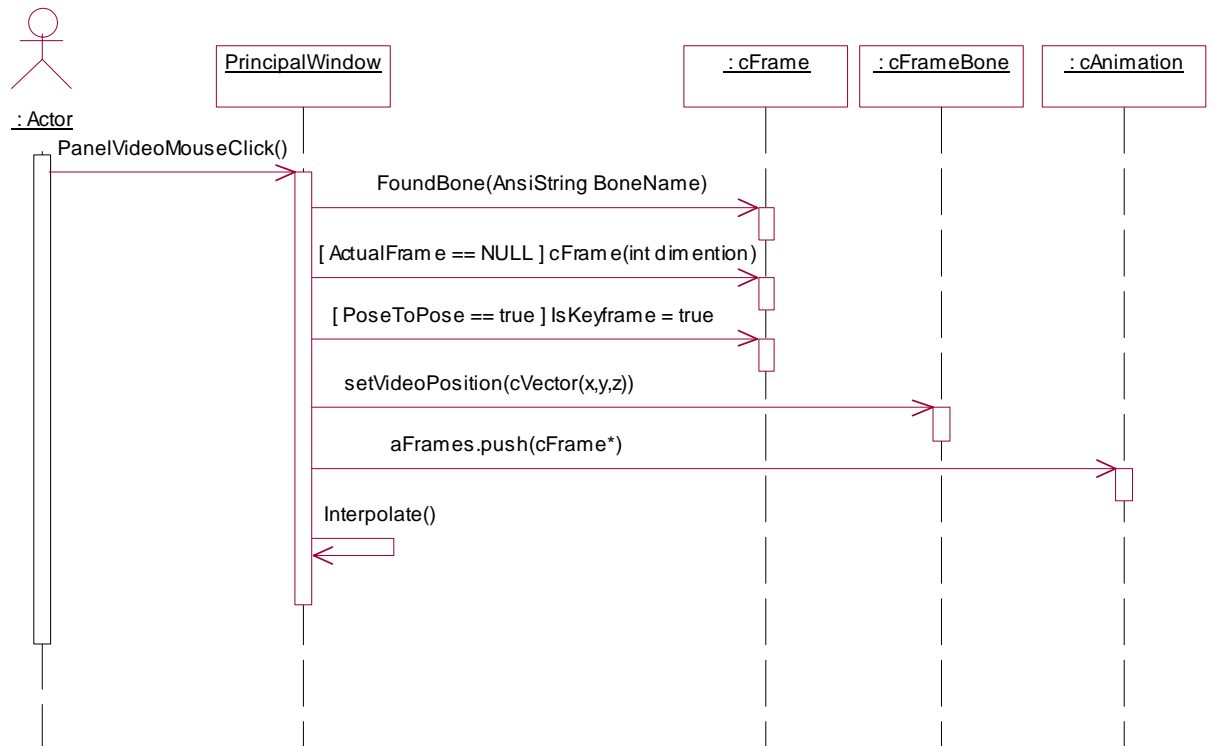 PrincipalWindow
: cFrame
: cFrameBone
: cAnimation
: Actor
PanelVideoMouseClick()
FoundBone(AnsiString BoneName)
[ ActualFrame == NULL ] cFrame(int dimention)
[ PoseToPose == true ] IsKeyframe = true
setVideoPosition(cVector(x,y,z))
aFrames.push(cFrame*)
Interpolate()